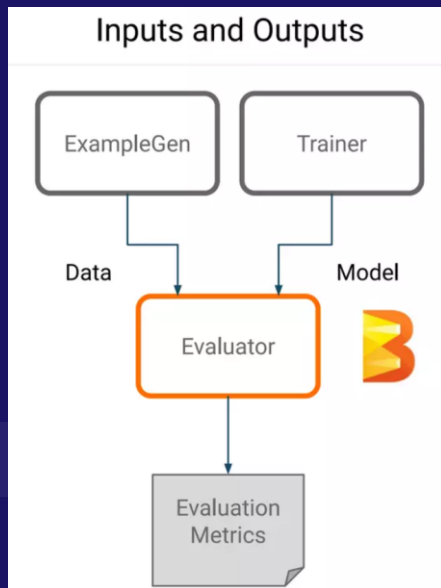 Inputs and Outputs
ExampleGen
Trainer
Data
Model
Evaluator
Evaluation
Metrics